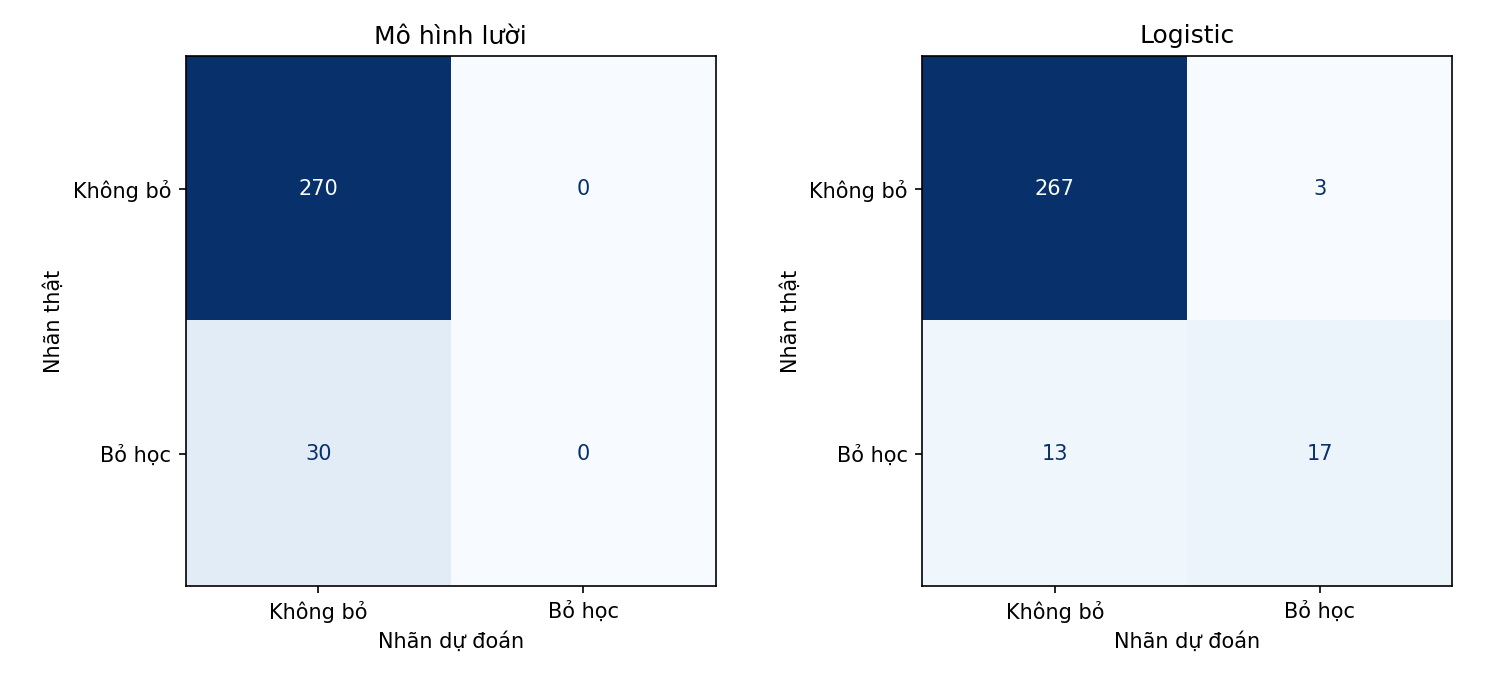 Mô hình lười
Nhãn thật
Không bỏ
270
0
Bỏ học
30
0
Không bỏ
Bỏ học
Nhãn dự đoán
Logistic
Nhãn thật
Không bỏ
267
3
Bỏ học
13
17
Không bỏ
Bỏ học
Nhãn dự đoán